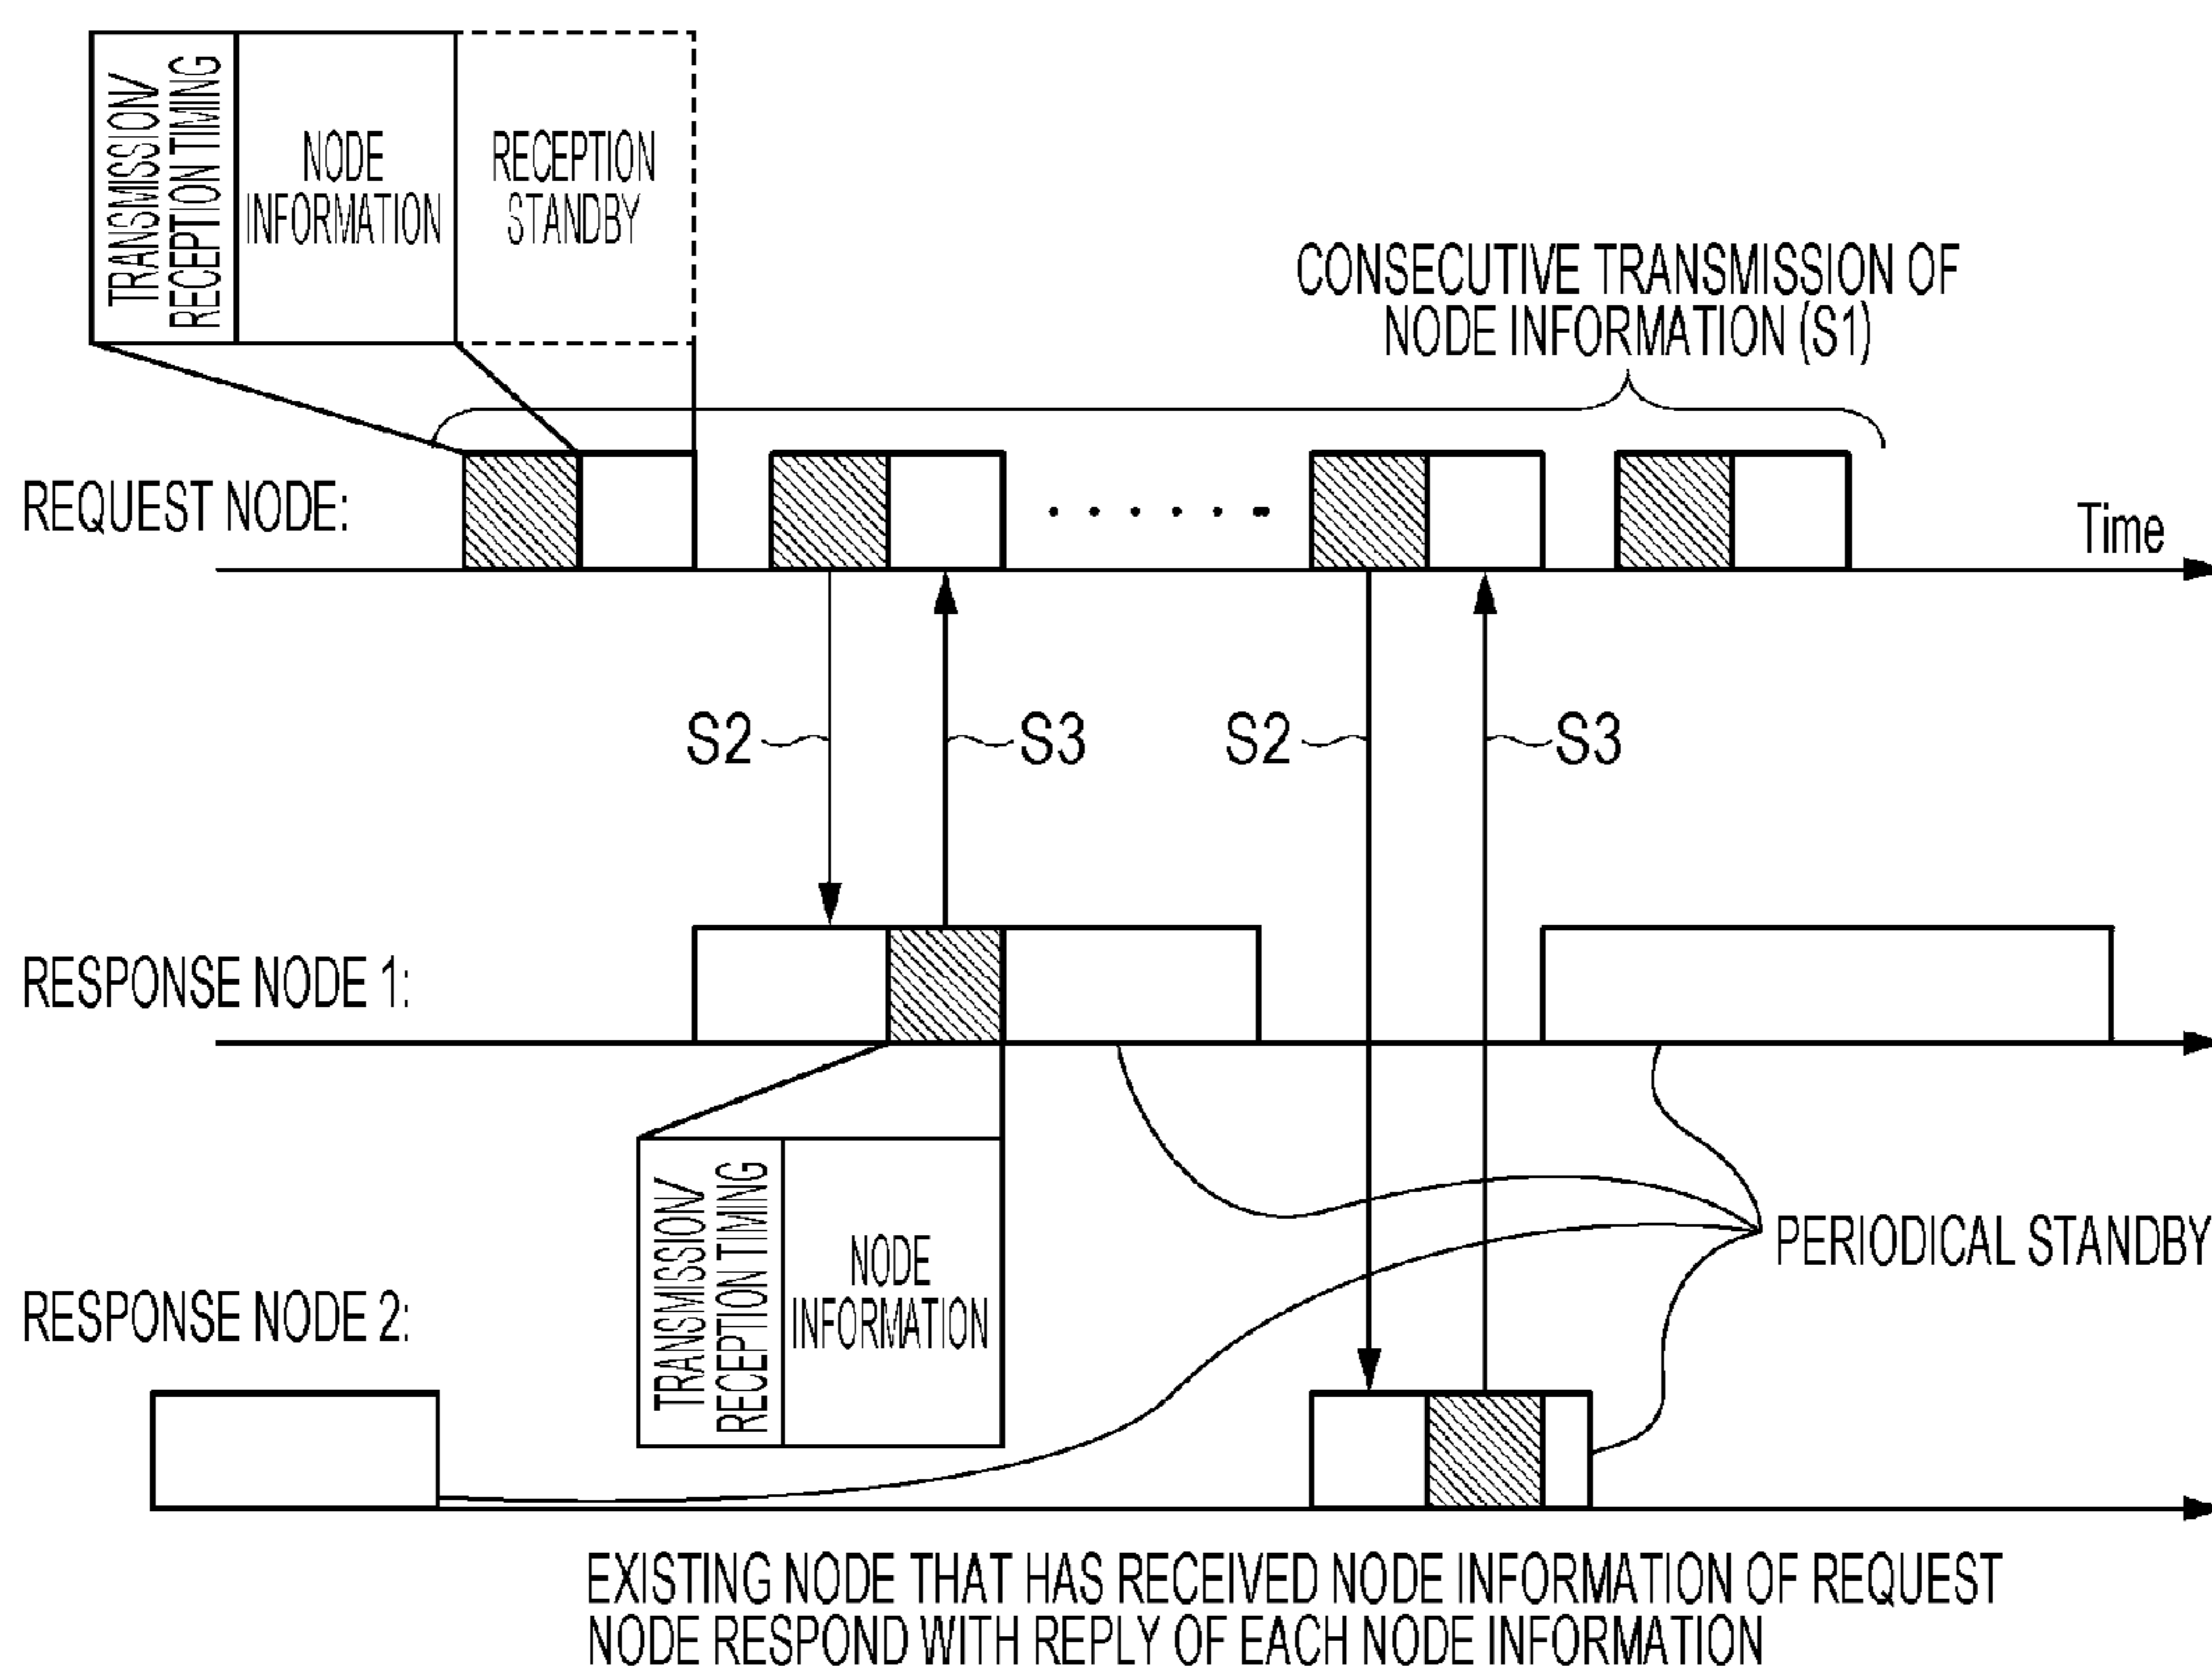 TRANSMISSION/
RECEPTION TIMING
NODE
INFORMATION
RECEPTION
STANDBY
CONSECUTIVE TRANSMISSION OF
NODE INFORMATION (S1)
REQUEST NODE:
Time
S2
S3
S2
S3
RESPONSE NODE 1:
TRANSMISSION/
RECEPTION TIMING
NODE
INFORMATION
PERIODICAL STANDBY
RESPONSE NODE 2:
EXISTING NODE THAT HAS RECEIVED NODE INFORMATION OF REQUEST
NODE RESPOND WITH REPLY OF EACH NODE INFORMATION